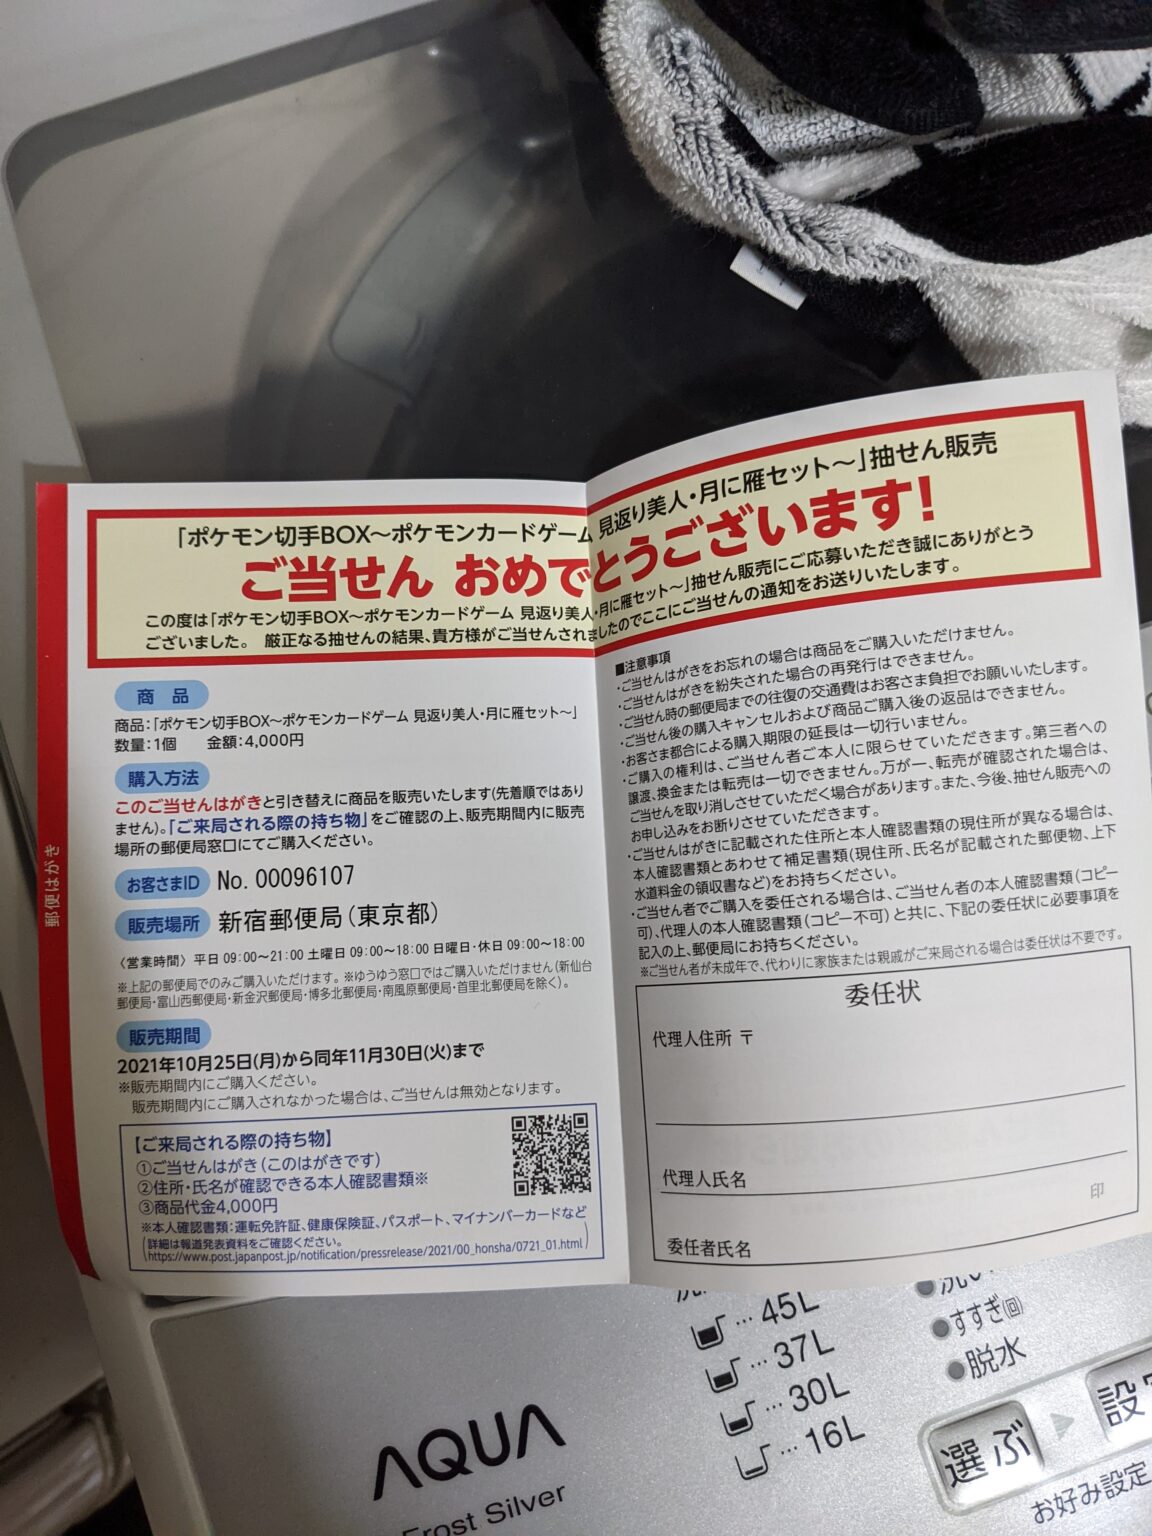 郵便はがき
「ポケモン切手BOX～ポケモンカードゲーム 見返り美人・月に雁セット～」抽せん販売
ご当せん おめでとうございます!
この度は「ポケモン切手BOX～ポケモンカードゲーム 見返り美人・月に雁セット～」抽せん販売にご応募いただき誠にありがとう
ございました。 厳正なる抽せんの結果、貴方様がご当せんされましたのでここにご当せんの通知をお送りいたします。
商 品
商品:「ポケモン切手BOX～ポケモンカードゲーム 見返り美人・月に雁セット～」
数量:1個 金額:4,000円
購入方法
このご当せんはがきと引き替えに商品を販売いたします(先着順ではあり
ません)。「ご来局される際の持ち物」をご確認の上、販売期間内に販売
場所の郵便局窓口にてご購入ください。
お客さまID No. 00096107
販売場所 新宿郵便局(東京都)
〈営業時間〉 平日 09:00～21:00 土曜日 09:00～18:00 日曜日・休日 09:00～18:00
※上記の郵便局でのみご購入いただけます。※ゆうゆう窓口ではご購入いただけません(新仙台
郵便局・富山西郵便局・新金沢郵便局・博多北郵便局・南風原郵便局・首里北郵便局を除く)。
販売期間
2021年10月25日(月)から同年11月30日(火)まで
※販売期間内にご購入ください。
販売期間内にご購入されなかった場合は、ご当せんは無効となります。
【ご来局される際の持ち物】
①ご当せんはがき(このはがきです)
②住所・氏名が確認できる本人確認書類※
③商品代金4,000円
※本人確認書類:運転免許証、健康保険証、パスポート、マイナンバーカードなど
(詳細は報道発表資料をご確認ください。
https://www.post.japanpost.jp/notification/pressrelease/2021/00_honsha/0721_01.html)
■注意事項
・ご当せんはがきをお忘れの場合は商品をご購入いただけません。
・ご当せんはがきを紛失された場合の再発行はできません。
・ご当せん時の郵便局までの往復の交通費はお客さま負担でお願いいたします。
・ご当せん後の購入キャンセルおよび商品ご購入後の返品はできません。
・お客さま都合による購入期限の延長は一切行いません。
・ご購入の権利は、ご当せん者ご本人に限らせていただきます。第三者への
譲渡、換金または転売は一切できません。万が一、転売が確認された場合は、
ご当せんを取り消しさせていただく場合があります。また、今後、抽せん販売への
お申し込みをお断りさせていただきます。
・ご当せんはがきに記載された住所と本人確認書類の現住所が異なる場合は、
本人確認書類とあわせて補足書類(現住所、氏名が記載された郵便物、上下
水道料金の領収書など)をお持ちください。
・ご当せん者でご購入を委任される場合は、ご当せん者の本人確認書類(コピー
可)、代理人の本人確認書類(コピー不可)と共に、下記の委任状に必要事項を
記入の上、郵便局にお持ちください。
※ご当せん者が未成年で、代わりに家族または親戚がご来局される場合は委任状は不要です。
委任状
代理人住所 〒
代理人氏名
印
委任者氏名
45L
37L
30L
16L
すすぎ(回)
脱水
選ぶ
お好み設定
AQUA
Frost Silver